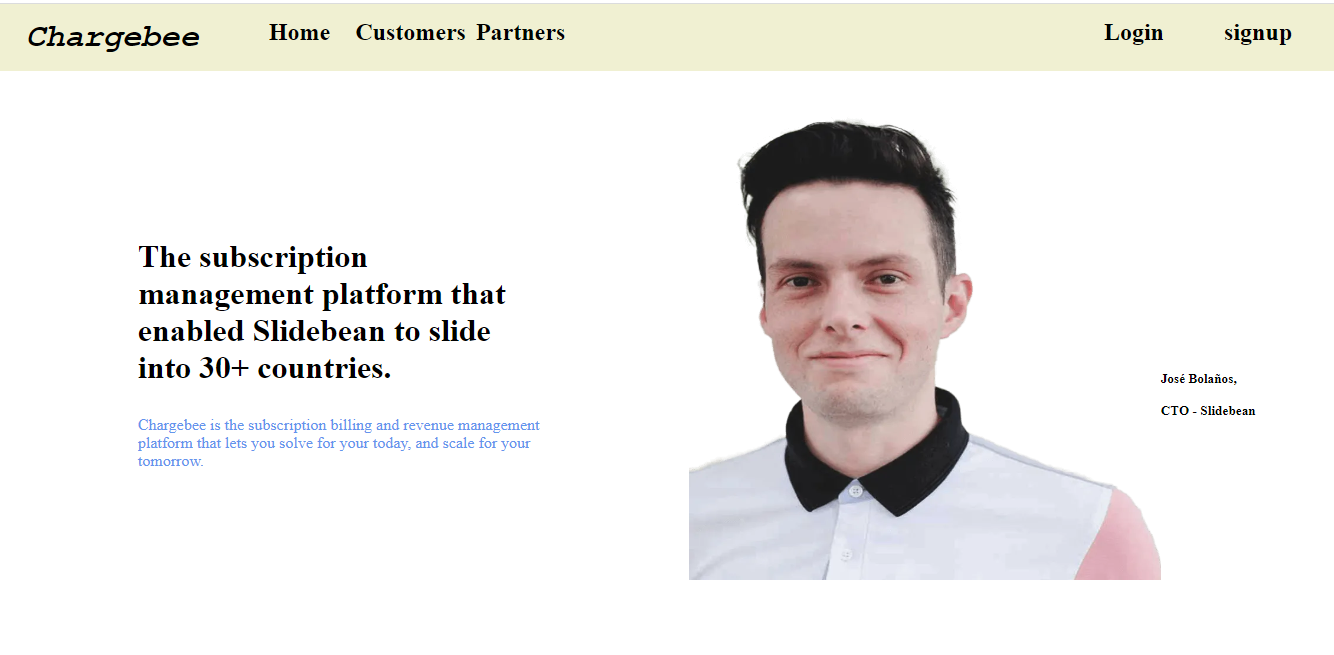 Chargebee Home Customers Partners Login signup
The subscription
management platform that
enabled Slidebean to slide
into 30+ countries.
Chargebee is the subscription billing and revenue management
platform that lets you solve for your today, and scale for your
tomorrow.
José Bolaños,
CTO - Slidebean